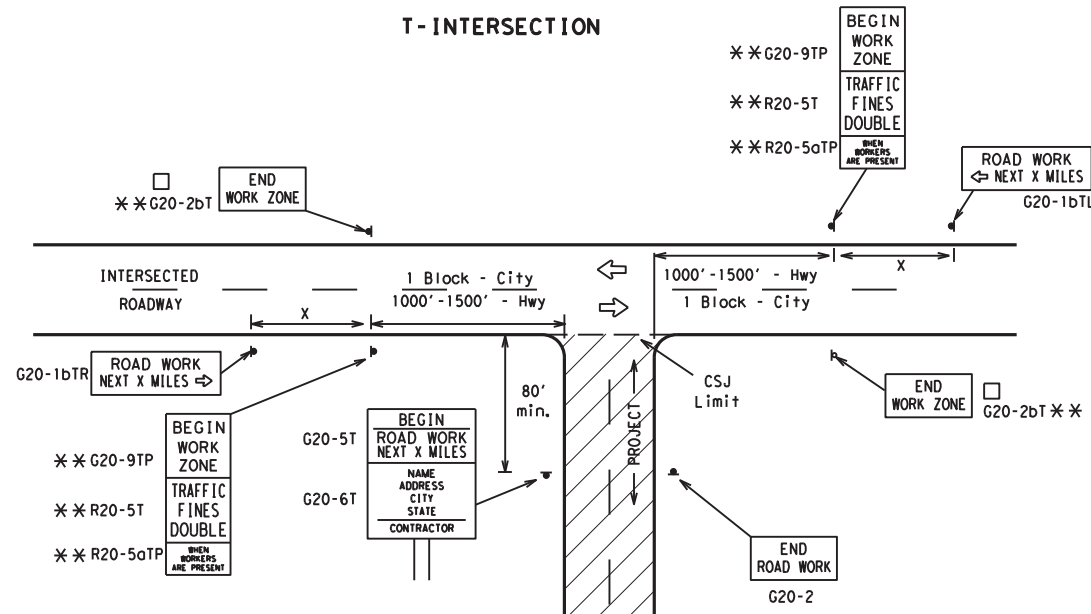 T-INTERSECTION
BEGIN
WORK
ZONE
TRAFFIC
FINES
DOUBLE
WHEN
WORKERS
ARE PRESENT
**G20-9TP
**R20-5T
**R20-5aTP
ROAD WORK
⇦ NEXT X MILES
G20-1bTL
END
WORK ZONE
□
**G20-2bT
INTERSECTED
ROADWAY
1 Block - City
1000'-1500' - Hwy
1000'-1500' - Hwy
1 Block - City
X
X
G20-1bTR
ROAD WORK
NEXT X MILES ⇨
80'
min.
CSJ
Limit
PROJECT
END
WORK ZONE
□
G20-2bT **
BEGIN
WORK
ZONE
TRAFFIC
FINES
DOUBLE
WHEN
WORKERS
ARE PRESENT
**G20-9TP
**R20-5T
**R20-5aTP
G20-5T
G20-6T
BEGIN
ROAD WORK
NEXT X MILES
NAME
ADDRESS
CITY
STATE
CONTRACTOR
END
ROAD WORK
G20-2